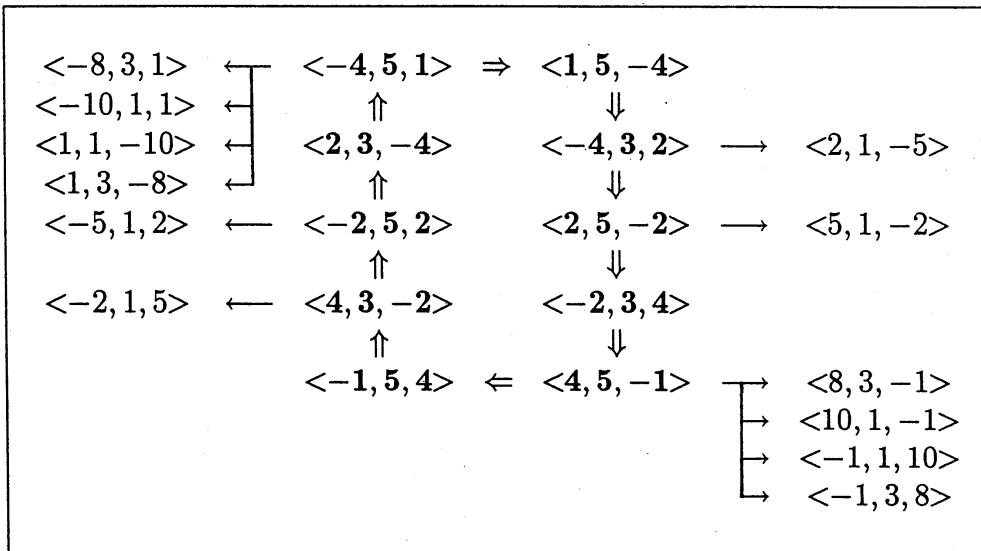 <−8, 3, 1> ← <−4, 5, 1> ⇒ <1, 5, −4>
<−10, 1, 1> ← ⇑ ⇓
<1, 1, −10> ← <2, 3, −4> <−4, 3, 2> → <2, 1, −5>
<1, 3, −8> ← ⇑ ⇓
<−5, 1, 2> ← <−2, 5, 2> <2, 5, −2> → <5, 1, −2>
⇑ ⇓
<−2, 1, 5> ← <4, 3, −2> <−2, 3, 4>
⇑ ⇓
<−1, 5, 4> ⇐ <4, 5, −1> → <8, 3, −1>
→ <10, 1, −1>
→ <−1, 1, 10>
→ <−1, 3, 8>